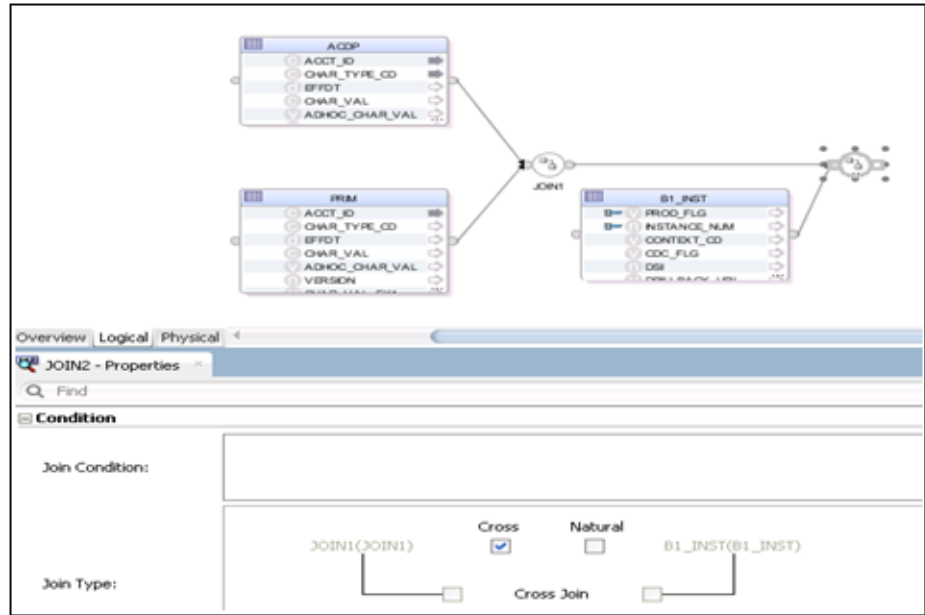 ACDP
ACCT_ID
CHAR_TYPE_CD
EFFDT
CHAR_VAL
ADHOC_CHAR_VAL
JOIN1
PRIM
ACCT_ID
CHAR_TYPE_CD
EFFDT
CHAR_VAL
ADHOC_CHAR_VAL
VERSION
B1_INST
PROD_FLG
INSTANCE_NUM
CONTEXT_CD
CDC_FLG
DSI
Overview Logical Physical
JOIN2 - Properties
Find
Condition
Join Condition:
Cross Natural
JOIN1(JOIN1) B1_INST(B1_INST)
Join Type: Cross Join